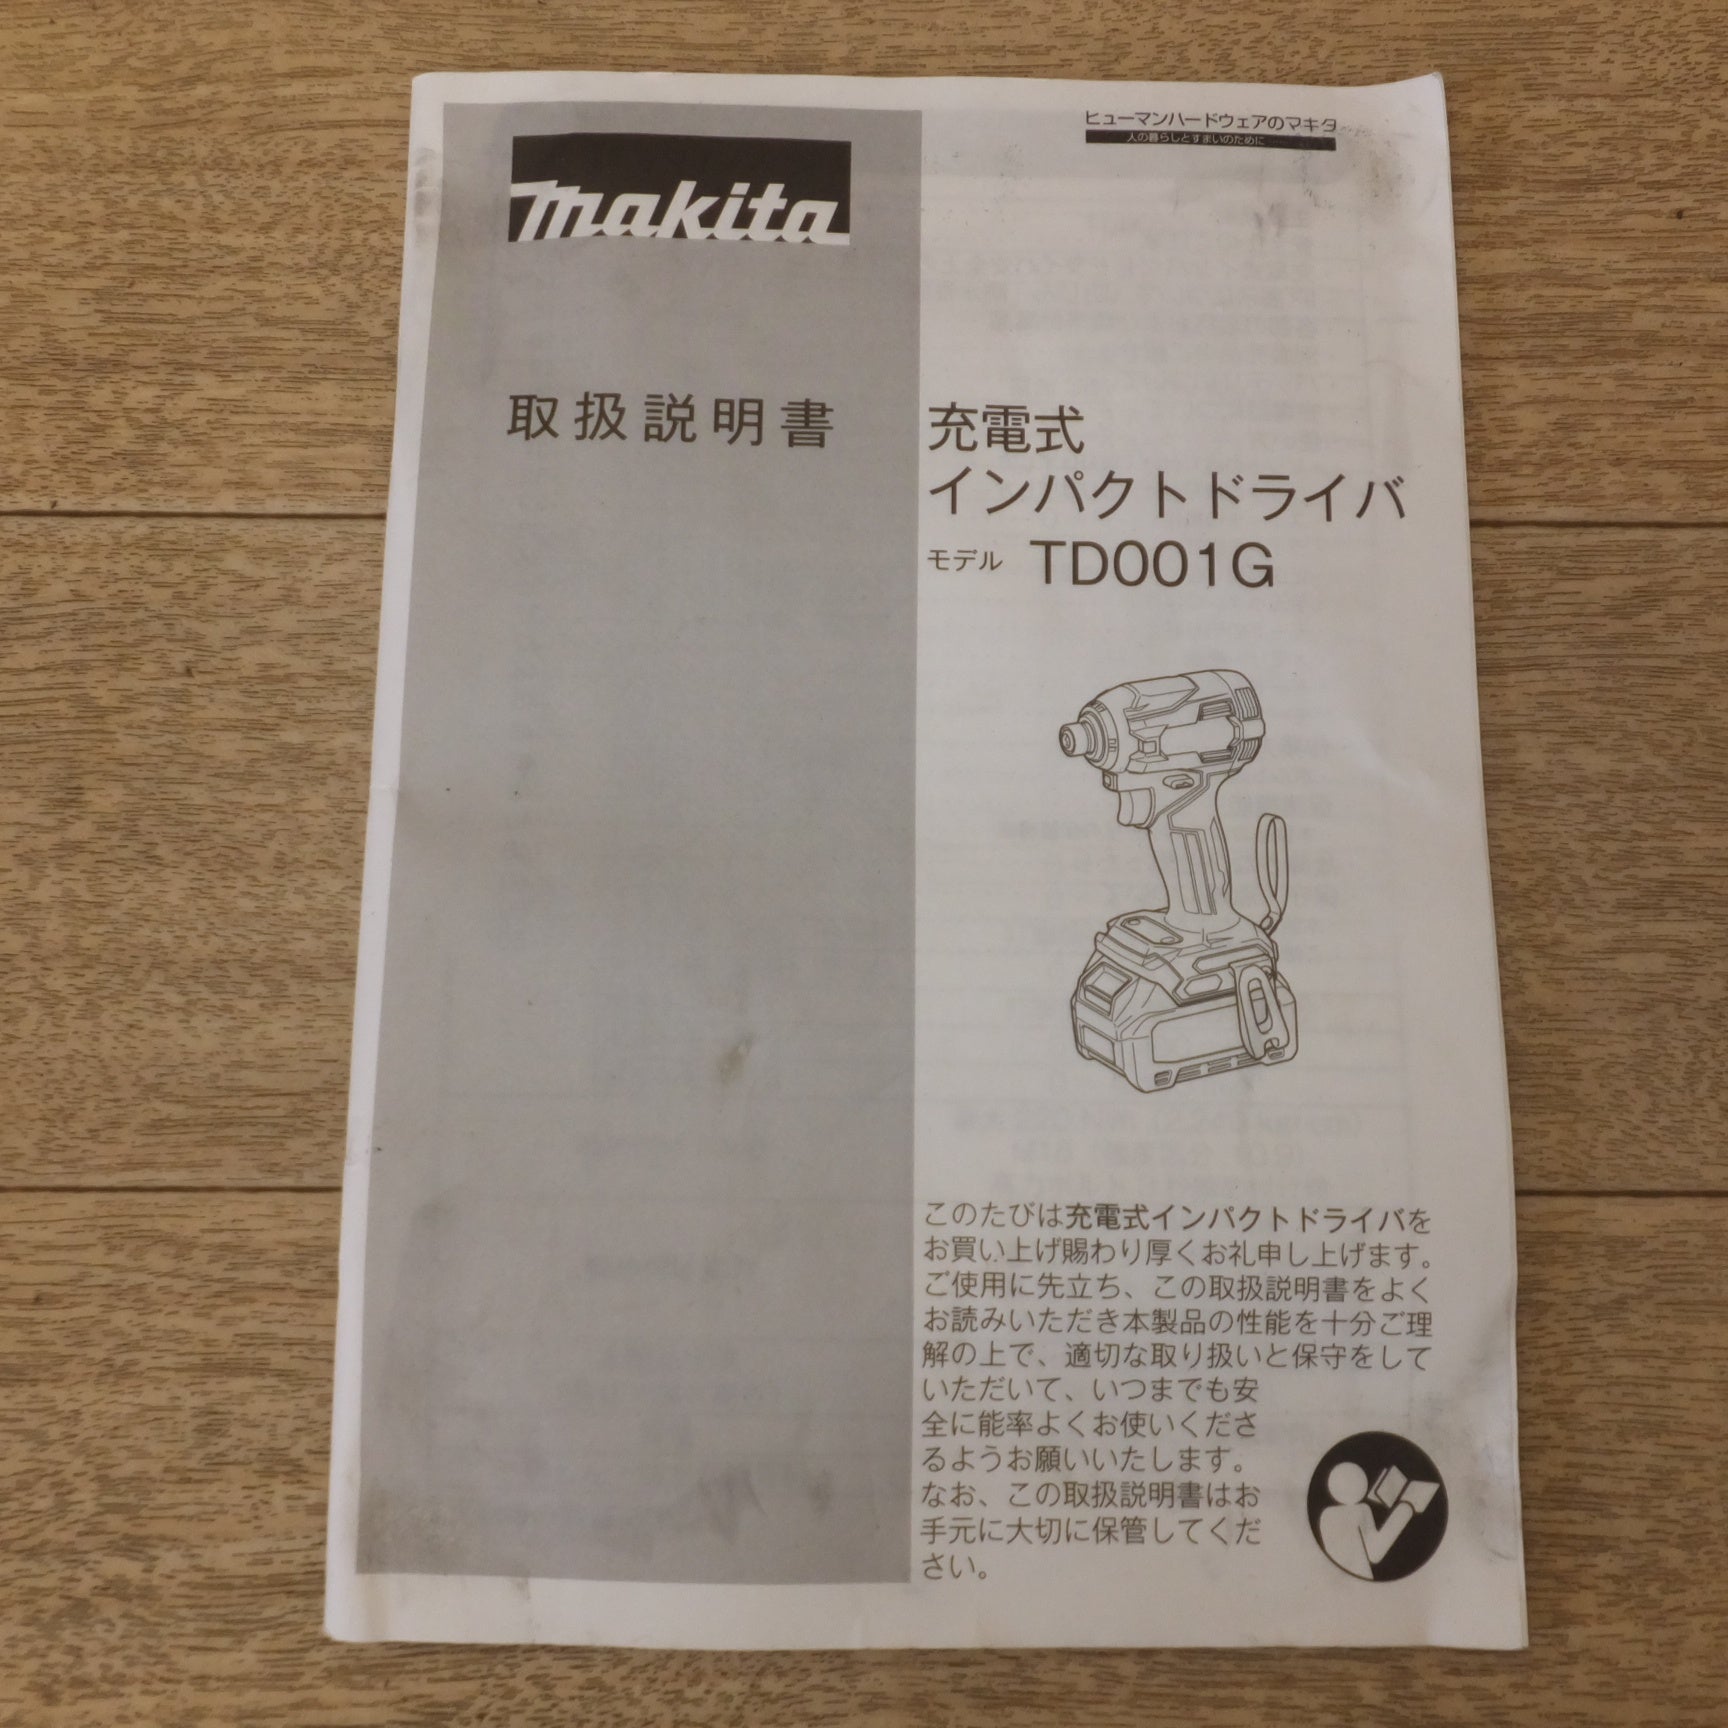 makita
ヒューマンハードウェアのマキタ
人の暮らしとすまいのために
取扱説明書
充電式
インパクトドライバ
モデル TD001G
このたびは充電式インパクトドライバを
お買い上げ賜わり厚くお礼申し上げます。
ご使用に先立ち、この取扱説明書をよく
お読みいただき本製品の性能を十分ご理
解の上で、適切な取り扱いと保守をして
いただいて、いつまでも安
全に能率よくお使いくださ
るようお願いいたします。
なお、この取扱説明書はお
手元に大切に保管してくだ
さい。